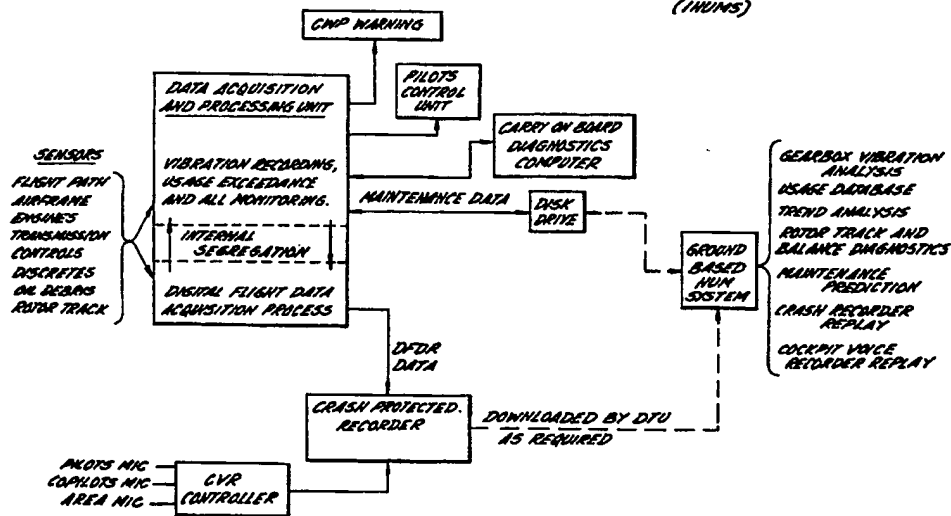 (IHUMS)
CWP WARNING
DATA ACQUISITION
AND PROCESSING UNIT
VIBRATION RECORDING,
USAGE EXCEEDANCE
AND ALL MONITORING.
INTERNAL
SEGREGATION
DIGITAL FLIGHT DATA
ACQUISITION PROCESS
PILOTS
CONTROL
UNIT
CARRY ON BOARD
DIAGNOSTICS
COMPUTER
SENSORS
FLIGHT PATH
AIRFRAME
ENGINES
TRANSMISSION
CONTROLS
DISCRETES
OIL DEBRIS
ROTOR TRACK
MAINTENANCE DATA
DISK
DRIVE
GROUND
BASED
HUM
SYSTEM
GEARBOX VIBRATION
ANALYSIS
USAGE DATABASE
TREND ANALYSIS
ROTOR TRACK AND
BALANCE DIAGNOSTICS
MAINTENANCE
PREDICTION
CRASH RECORDER
REPLAY
COCKPIT VOICE
RECORDER REPLAY
DFDR
DATA
CRASH PROTECTED.
RECORDER
DOWNLOADED BY DTU
AS REQUIRED
PILOTS MIC
COPILOTS MIC
AREA MIC
CVR
CONTROLLER